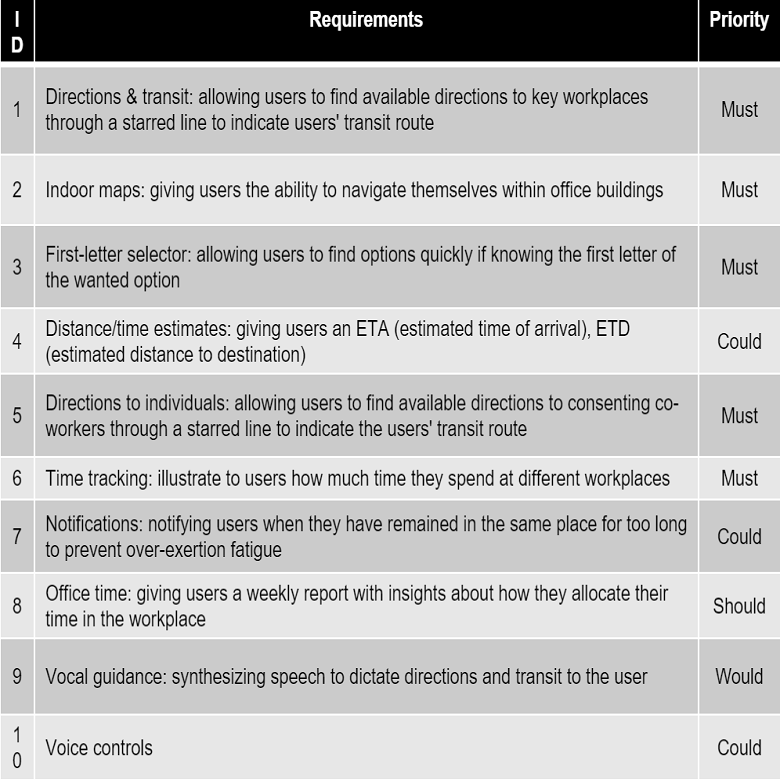 ID Requirements Priority
1 Directions & transit: allowing users to find available directions to key workplaces
through a starred line to indicate users' transit route Must
2 Indoor maps: giving users the ability to navigate themselves within office buildings Must
3 First-letter selector: allowing users to find options quickly if knowing the first letter of
the wanted option Must
4 Distance/time estimates: giving users an ETA (estimated time of arrival), ETD
(estimated distance to destination) Could
5 Directions to individuals: allowing users to find available directions to consenting co-
workers through a starred line to indicate the users' transit route Must
6 Time tracking: illustrate to users how much time they spend at different workplaces Must
7 Notifications: notifying users when they have remained in the same place for too long
to prevent over-exertion fatigue Could
8 Office time: giving users a weekly report with insights about how they allocate their
time in the workplace Should
9 Vocal guidance: synthesizing speech to dictate directions and transit to the user Would
10 Voice controls Could